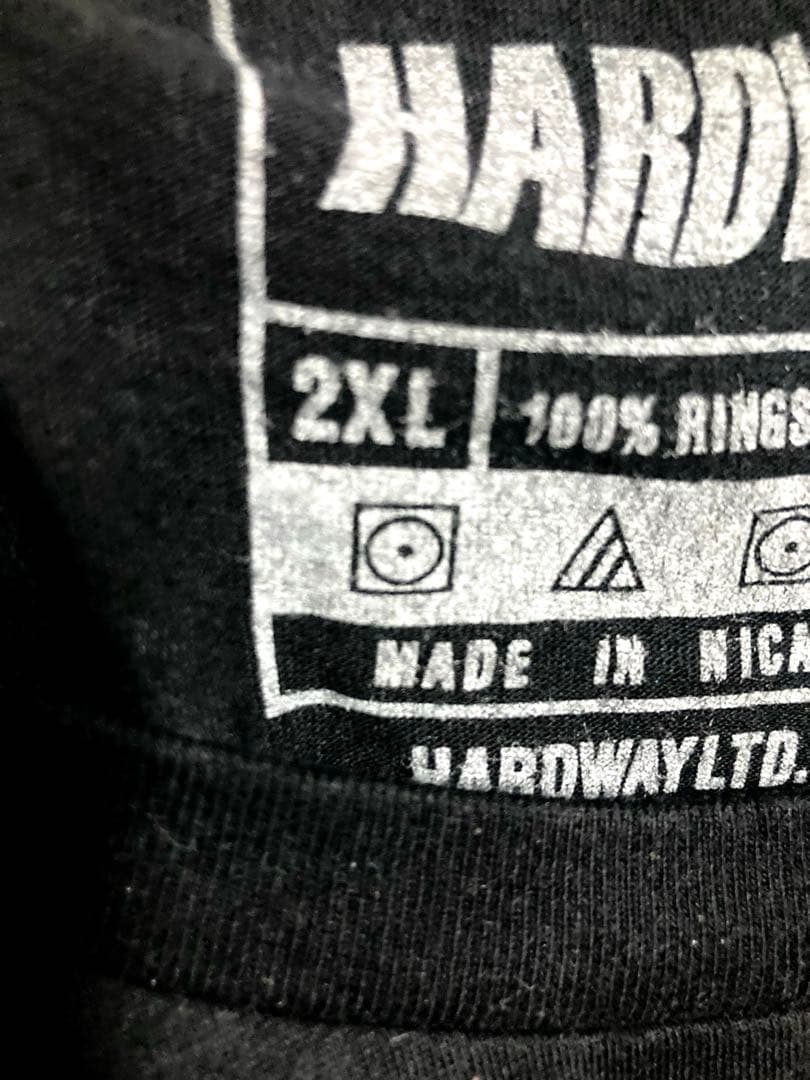 HARD
2XL 100% RINGS
MADE IN NICA
HARDWAYLTD.